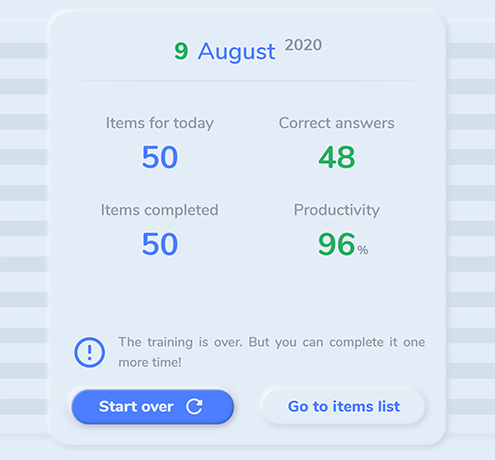 9 August 2020
Items for today Correct answers
50 48
Items completed Productivity
50 96%
The training is over. But you can complete it one
more time!
Start over Go to items list